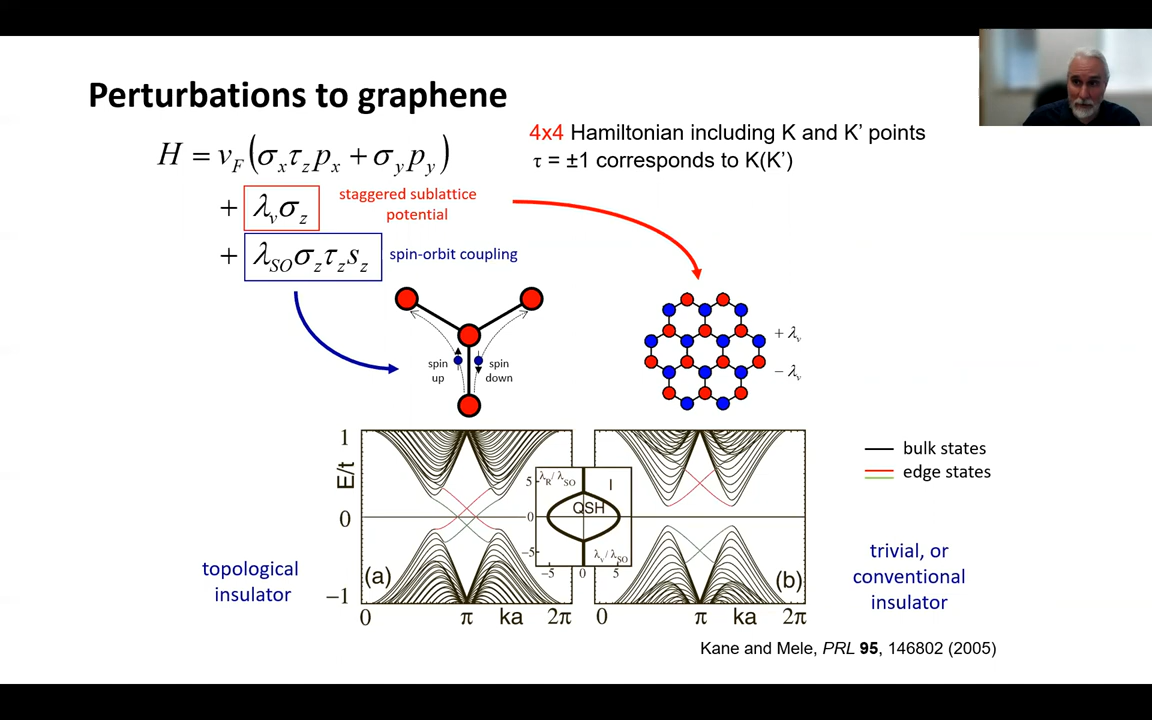 Perturbations to graphene
H = v_F (σ_x τ_z p_x + σ_y p_y)
+ λ_v σ_z
+ λ_SO σ_z τ_z s_z
staggered sublattice
potential
spin-orbit coupling
4x4 Hamiltonian including K and K’ points
τ = ±1 corresponds to K(K’)
spin
up
spin
down
+ λ_v
− λ_v
bulk states
edge states
topological
insulator
E/t
1
0
−1
(a)
0 π ka 2π
λ_R/λ_SO
I
QSH
5
0
−5
λ_v/λ_SO
−5 0 5
(b)
0 π ka 2π
trivial, or
conventional
insulator
Kane and Mele, PRL 95, 146802 (2005)